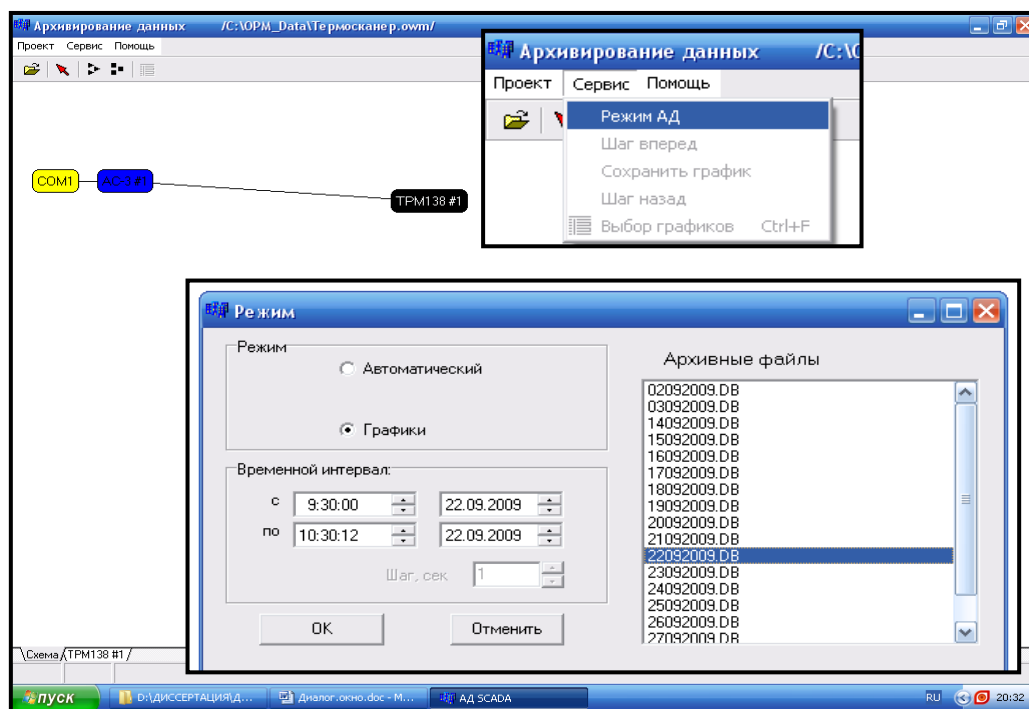 Архивирование данных /C:\OPM_Data\Термосканер.owm/
Проект Сервис Помощь
COM1
АС-3 #1
ТРМ138 #1
Архивирование данных /C:\O
Проект Сервис Помощь
Режим АД
Шаг вперед
Сохранить график
Шаг назад
Выбор графиков Ctrl+F
Режим
Режим
Автоматический
Графики
Временной интервал:
с 9:30:00 22.09.2009
по 10:30:12 22.09.2009
Шаг, сек 1
OK Отменить
Архивные файлы
02092009.DB
03092009.DB
14092009.DB
15092009.DB
16092009.DB
17092009.DB
18092009.DB
19092009.DB
20092009.DB
21092009.DB
22092009.DB
23092009.DB
24092009.DB
25092009.DB
26092009.DB
27092009.DB
\Схема/ТРМ138 #1/
пуск D:\ДИССЕРТАЦИЯ\Д... Диалог.окно.doc - М... АД SCADA RU 20:32